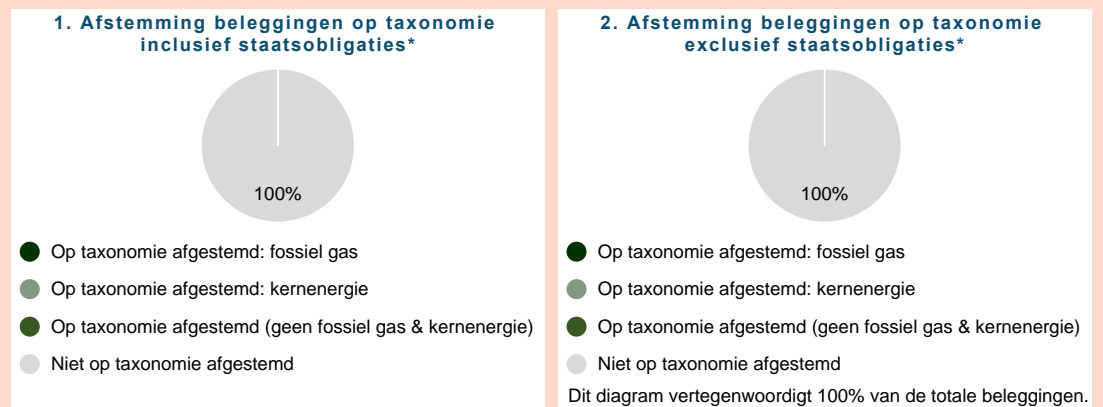 1. Afstemming beleggingen op taxonomie
inclusief staatsobligaties*
100%
Op taxonomie afgestemd: fossiel gas
Op taxonomie afgestemd: kernenergie
Op taxonomie afgestemd (geen fossiel gas & kernenergie)
Niet op taxonomie afgestemd
2. Afstemming beleggingen op taxonomie
exclusief staatsobligaties*
100%
Op taxonomie afgestemd: fossiel gas
Op taxonomie afgestemd: kernenergie
Op taxonomie afgestemd (geen fossiel gas & kernenergie)
Niet op taxonomie afgestemd
Dit diagram vertegenwoordigt 100% van de totale beleggingen.